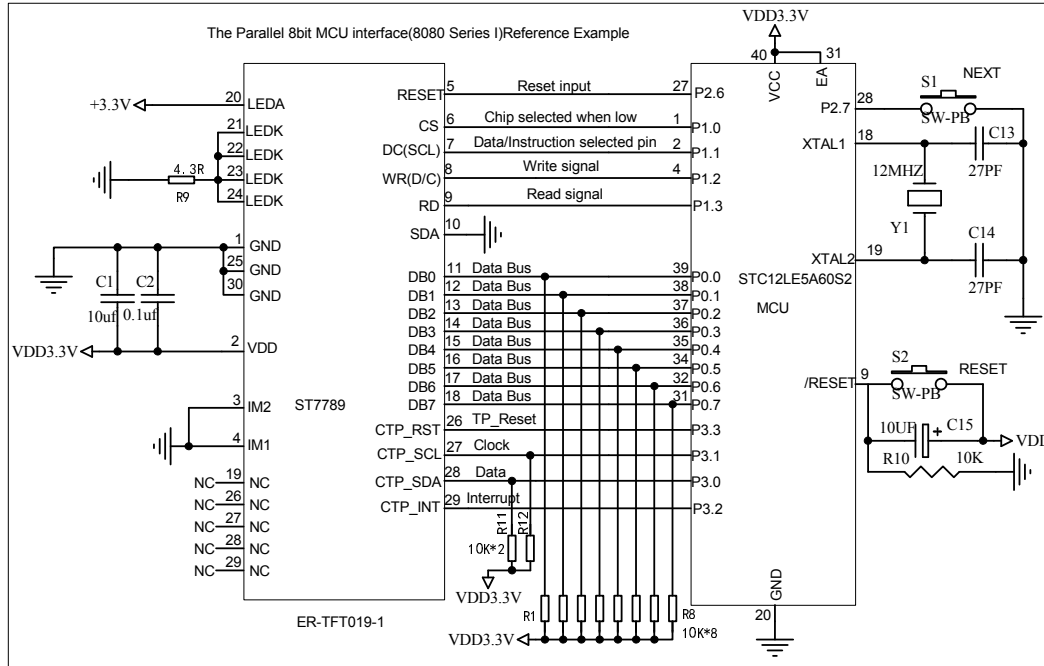 The Parallel 8bit MCU interface(8080 Series I)Reference Example
VDD3.3V
40 31
VCC EA
+3.3V 20 LEDA
21 LEDK
22 LEDK
23 LEDK
24 LEDK
4.3R
R9
1 GND
25 GND
30 GND
C1 C2
10uf 0.1uf
VDD3.3V 2 VDD
ST7789
3 IM2
4 IM1
NC 19 NC
NC 26 NC
NC 27 NC
NC 28 NC
NC 29 NC
ER-TFT019-1
RESET 5 Reset input 27 P2.6
CS 6 Chip selected when low 1 P1.0
DC(SCL) 7 Data/Instruction selected pin 2 P1.1
WR(D/C) 8 Write signal 4 P1.2
RD 9 Read signal P1.3
SDA 10
DB0 11 Data Bus 39 P0.0
DB1 12 Data Bus 38 P0.1
DB2 13 Data Bus 37 P0.2
DB3 14 Data Bus 36 P0.3
DB4 15 Data Bus 35 P0.4
DB5 16 Data Bus 34 P0.5
DB6 17 Data Bus 32 P0.6
DB7 18 Data Bus 31 P0.7
CTP_RST 26 TP_Reset P3.3
CTP_SCL 27 Clock P3.1
CTP_SDA 28 Data P3.0
CTP_INT 29 Interrupt P3.2
R11 R12
10K*2
VDD3.3V
R1 R8
10K*8
VDD3.3V
P2.7 28 S1 NEXT
SW-PB
XTAL1 18 C13
27PF
12MHZ
Y1
XTAL2 19 C14
27PF
STC12LE5A60S2
MCU
/RESET 9 S2 RESET
SW-PB
10UF + C15 VDD
R10 10K
GND
20